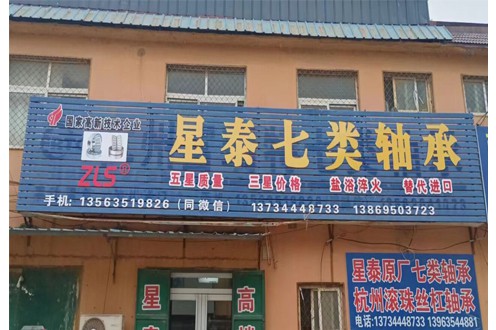 国家高新技术企业
ZLS
星泰七类轴承
五星质量 三星价格 盐浴淬火 替代进口
手机: 13563519826（同微信） 13734448733 13869503723
星泰原厂七类轴承
杭州滚珠丝杠轴承
电话:13734448733 13963544881
星
高